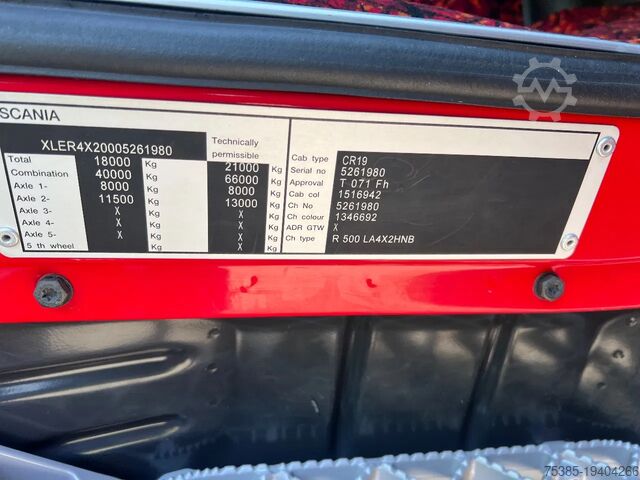 SCANIA
XLER4X20005261980
Technically
permissible
Total 18000 Kg 21000 Kg
Combination 40000 Kg 66000 Kg
Axle 1- 8000 Kg 8000 Kg
Axle 2- 11500 Kg 13000 Kg
Axle 3- X Kg X Kg
Axle 4- X Kg X Kg
Axle 5- X Kg X Kg
5 th wheel Kg Kg
Cab type CR19
Serial no 5261980
Approval T 071 Fh
Cab col 1516942
Ch No 5261980
Ch colour 1346692
ADR GTW X
Ch type R 500 LA4X2HNB
75385-19404266